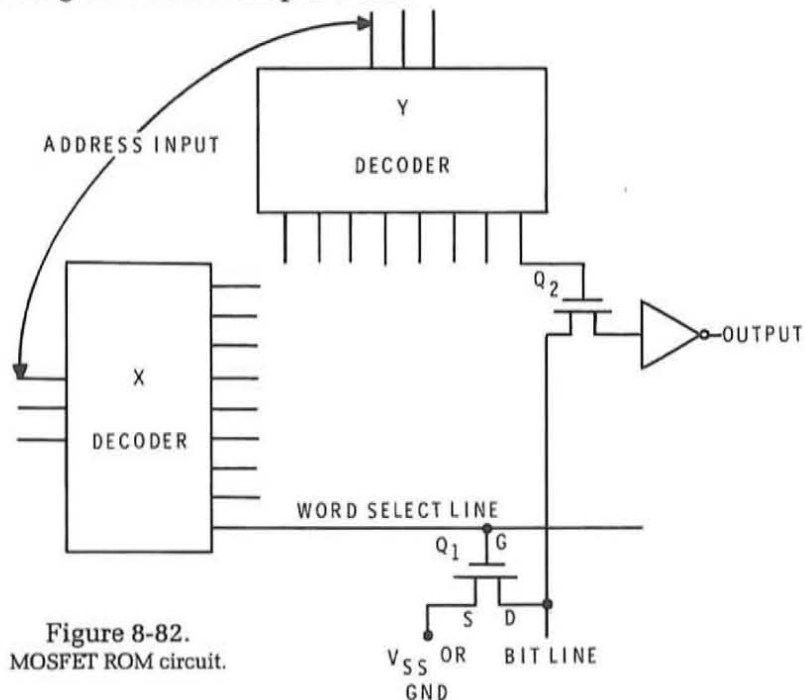 Y
DECODER
ADDRESS INPUT
Q2
OUTPUT
X
DECODER
WORD SELECT LINE
Q1 G
S D
VSS OR BIT LINE
GND
Figure 8-82.
MOSFET ROM circuit.